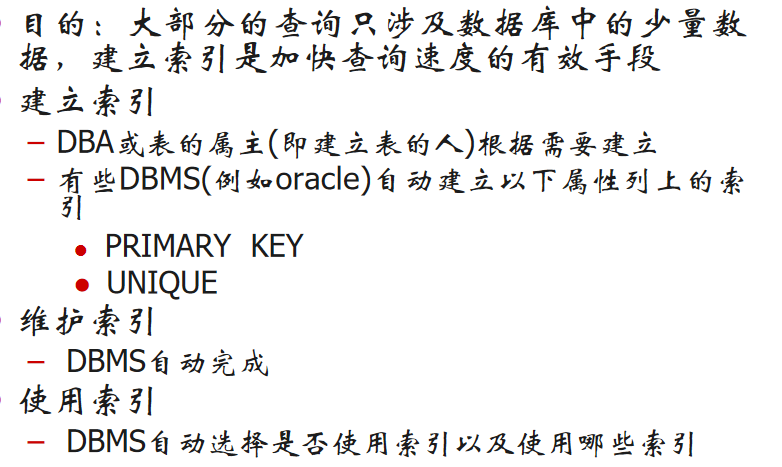 目的：大部分的查询只涉及数据库中的少量数
据，建立索引是加快查询速度的有效手段
建立索引
– DBA或表的属主(即建立表的人)根据需要建立
– 有些DBMS(例如oracle)自动建立以下属性列上的索
引
● PRIMARY KEY
● UNIQUE
维护索引
– DBMS自动完成
使用索引
– DBMS自动选择是否使用索引以及使用哪些索引